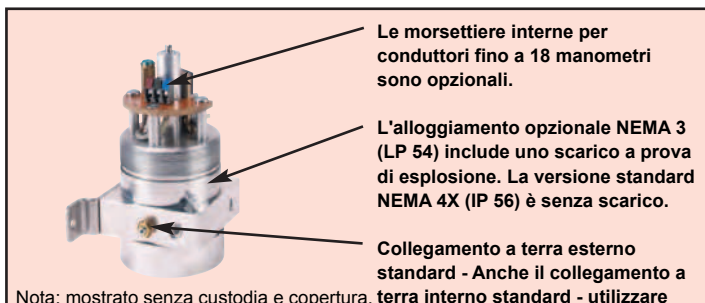 Le morsettiere interne per
conduttori fino a 18 manometri
sono opzionali.
L'alloggiamento opzionale NEMA 3
(LP 54) include uno scarico a prova
di esplosione. La versione standard
NEMA 4X (IP 56) è senza scarico.
Collegamento a terra esterno
standard - Anche il collegamento a
terra interno standard - utilizzare
Nota: mostrato senza custodia e copertura.